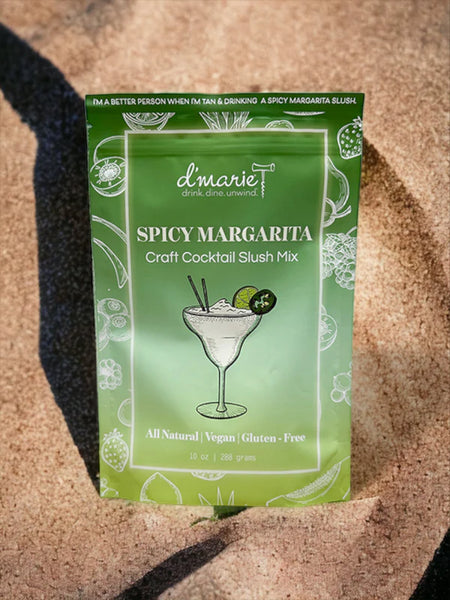 I'M A BETTER PERSON WHEN I'M TAN & DRINKING A SPICY MARGARITA SLUSH.
d'marie
drink.dine.unwind.
SPICY MARGARITA
Craft Cocktail Slush Mix
All Natural | Vegan | Gluten - Free
10 oz | 288 grams